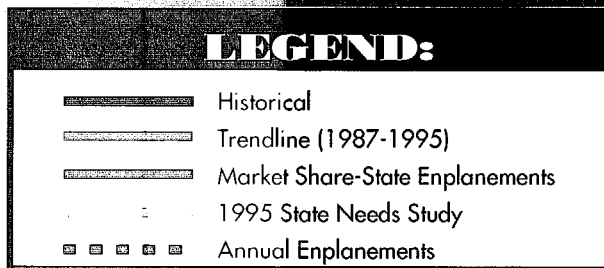 LEGEND:
Historical
Trendline (1987-1995)
Market Share-State Enplanements
1995 State Needs Study
Annual Enplanements